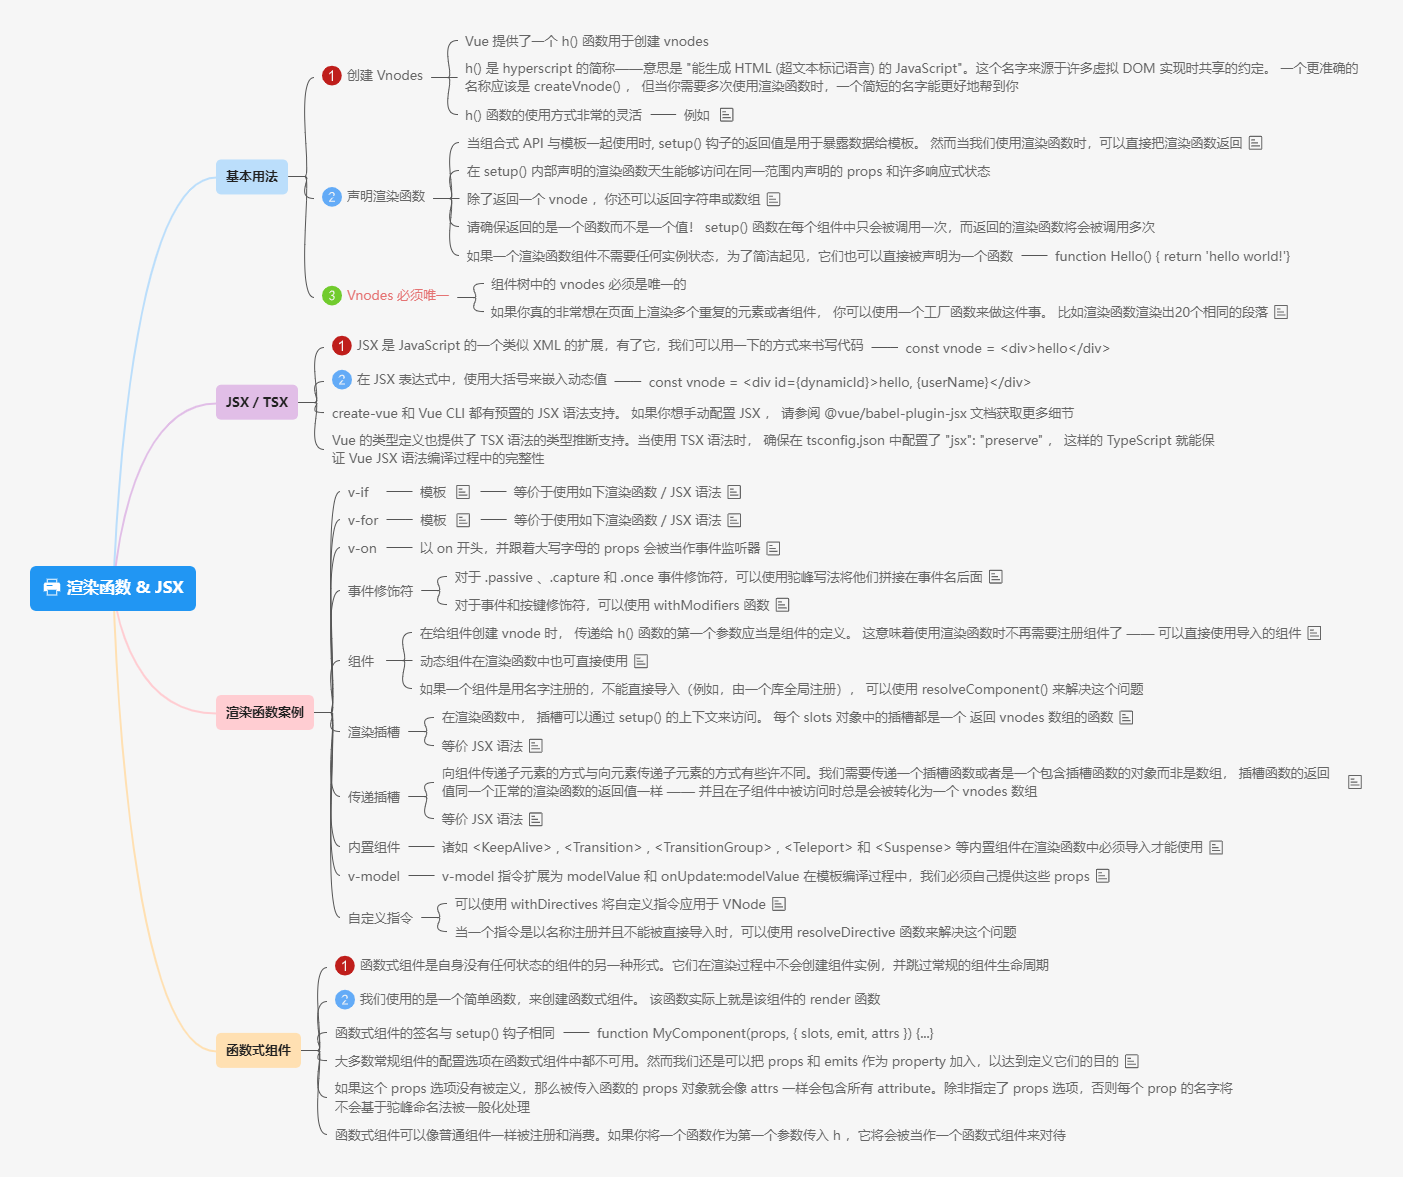 渲染函数 & JSX
基本用法
1 创建 Vnodes
Vue 提供了一个 h() 函数用于创建 vnodes
h() 是 hyperscript 的简称——意思是 "能生成 HTML (超文本标记语言) 的 JavaScript"。这个名字来源于许多虚拟 DOM 实现时共享的约定。 一个更准确的
名称应该是 createVnode() ， 但当你需要多次使用渲染函数时，一个简短的名字能更好地帮到你
h() 函数的使用方式非常的灵活 例如
2 声明渲染函数
当组合式 API 与模板一起使用时, setup() 钩子的返回值是用于暴露数据给模板。 然而当我们使用渲染函数时，可以直接把渲染函数返回
在 setup() 内部声明的渲染函数天生能够访问在同一范围内声明的 props 和许多响应式状态
除了返回一个 vnode ，你还可以返回字符串或数组
请确保返回的是一个函数而不是一个值！ setup() 函数在每个组件中只会被调用一次，而返回的渲染函数将会被调用多次
如果一个渲染函数组件不需要任何实例状态，为了简洁起见，它们也可以直接被声明为一个函数 function Hello() { return 'hello world!'}
3 Vnodes 必须唯一
组件树中的 vnodes 必须是唯一的
如果你真的非常想在页面上渲染多个重复的元素或者组件， 你可以使用一个工厂函数来做这件事。 比如渲染函数渲染出20个相同的段落
JSX / TSX
1 JSX 是 JavaScript 的一个类似 XML 的扩展，有了它，我们可以用一下的方式来书写代码 const vnode = <div>hello</div>
2 在 JSX 表达式中，使用大括号来嵌入动态值 const vnode = <div id={dynamicId}>hello, {userName}</div>
create-vue 和 Vue CLI 都有预置的 JSX 语法支持。 如果你想手动配置 JSX ， 请参阅 @vue/babel-plugin-jsx 文档获取更多细节
Vue 的类型定义也提供了 TSX 语法的类型推断支持。当使用 TSX 语法时， 确保在 tsconfig.json 中配置了 "jsx": "preserve" ， 这样的 TypeScript 就能保
证 Vue JSX 语法编译过程中的完整性
渲染函数案例
v-if 模板 等价于使用如下渲染函数 / JSX 语法
v-for 模板 等价于使用如下渲染函数 / JSX 语法
v-on 以 on 开头，并跟着大写字母的 props 会被当作事件监听器
事件修饰符
对于 .passive 、.capture 和 .once 事件修饰符，可以使用驼峰写法将他们拼接在事件名后面
对于事件和按键修饰符，可以使用 withModifiers 函数
组件
在给组件创建 vnode 时， 传递给 h() 函数的第一个参数应当是组件的定义。 这意味着使用渲染函数时不再需要注册组件了 —— 可以直接使用导入的组件
动态组件在渲染函数中也可直接使用
如果一个组件是用名字注册的，不能直接导入（例如，由一个库全局注册）， 可以使用 resolveComponent() 来解决这个问题
渲染插槽
在渲染函数中， 插槽可以通过 setup() 的上下文来访问。 每个 slots 对象中的插槽都是一个 返回 vnodes 数组的函数
等价 JSX 语法
传递插槽
向组件传递子元素的方式与向元素传递子元素的方式有些许不同。我们需要传递一个插槽函数或者是一个包含插槽函数的对象而非是数组， 插槽函数的返回
值同一个正常的渲染函数的返回值一样 —— 并且在子组件中被访问时总是会被转化为一个 vnodes 数组
等价 JSX 语法
内置组件 诸如 <KeepAlive> , <Transition> , <TransitionGroup> , <Teleport> 和 <Suspense> 等内置组件在渲染函数中必须导入才能使用
v-model v-model 指令扩展为 modelValue 和 onUpdate:modelValue 在模板编译过程中，我们必须自己提供这些 props
自定义指令
可以使用 withDirectives 将自定义指令应用于 VNode
当一个指令是以名称注册并且不能被直接导入时，可以使用 resolveDirective 函数来解决这个问题
函数式组件
1 函数式组件是自身没有任何状态的组件的另一种形式。它们在渲染过程中不会创建组件实例，并跳过常规的组件生命周期
2 我们使用的是一个简单函数，来创建函数式组件。 该函数实际上就是该组件的 render 函数
函数式组件的签名与 setup() 钩子相同 function MyComponent(props, { slots, emit, attrs }) {...}
大多数常规组件的配置选项在函数式组件中都不可用。然而我们还是可以把 props 和 emits 作为 property 加入，以达到定义它们的目的
如果这个 props 选项没有被定义，那么被传入函数的 props 对象就会像 attrs 一样会包含所有 attribute。除非指定了 props 选项，否则每个 prop 的名字将
不会基于驼峰命名法被一般化处理
函数式组件可以像普通组件一样被注册和消费。如果你将一个函数作为第一个参数传入 h ，它将会被当作一个函数式组件来对待